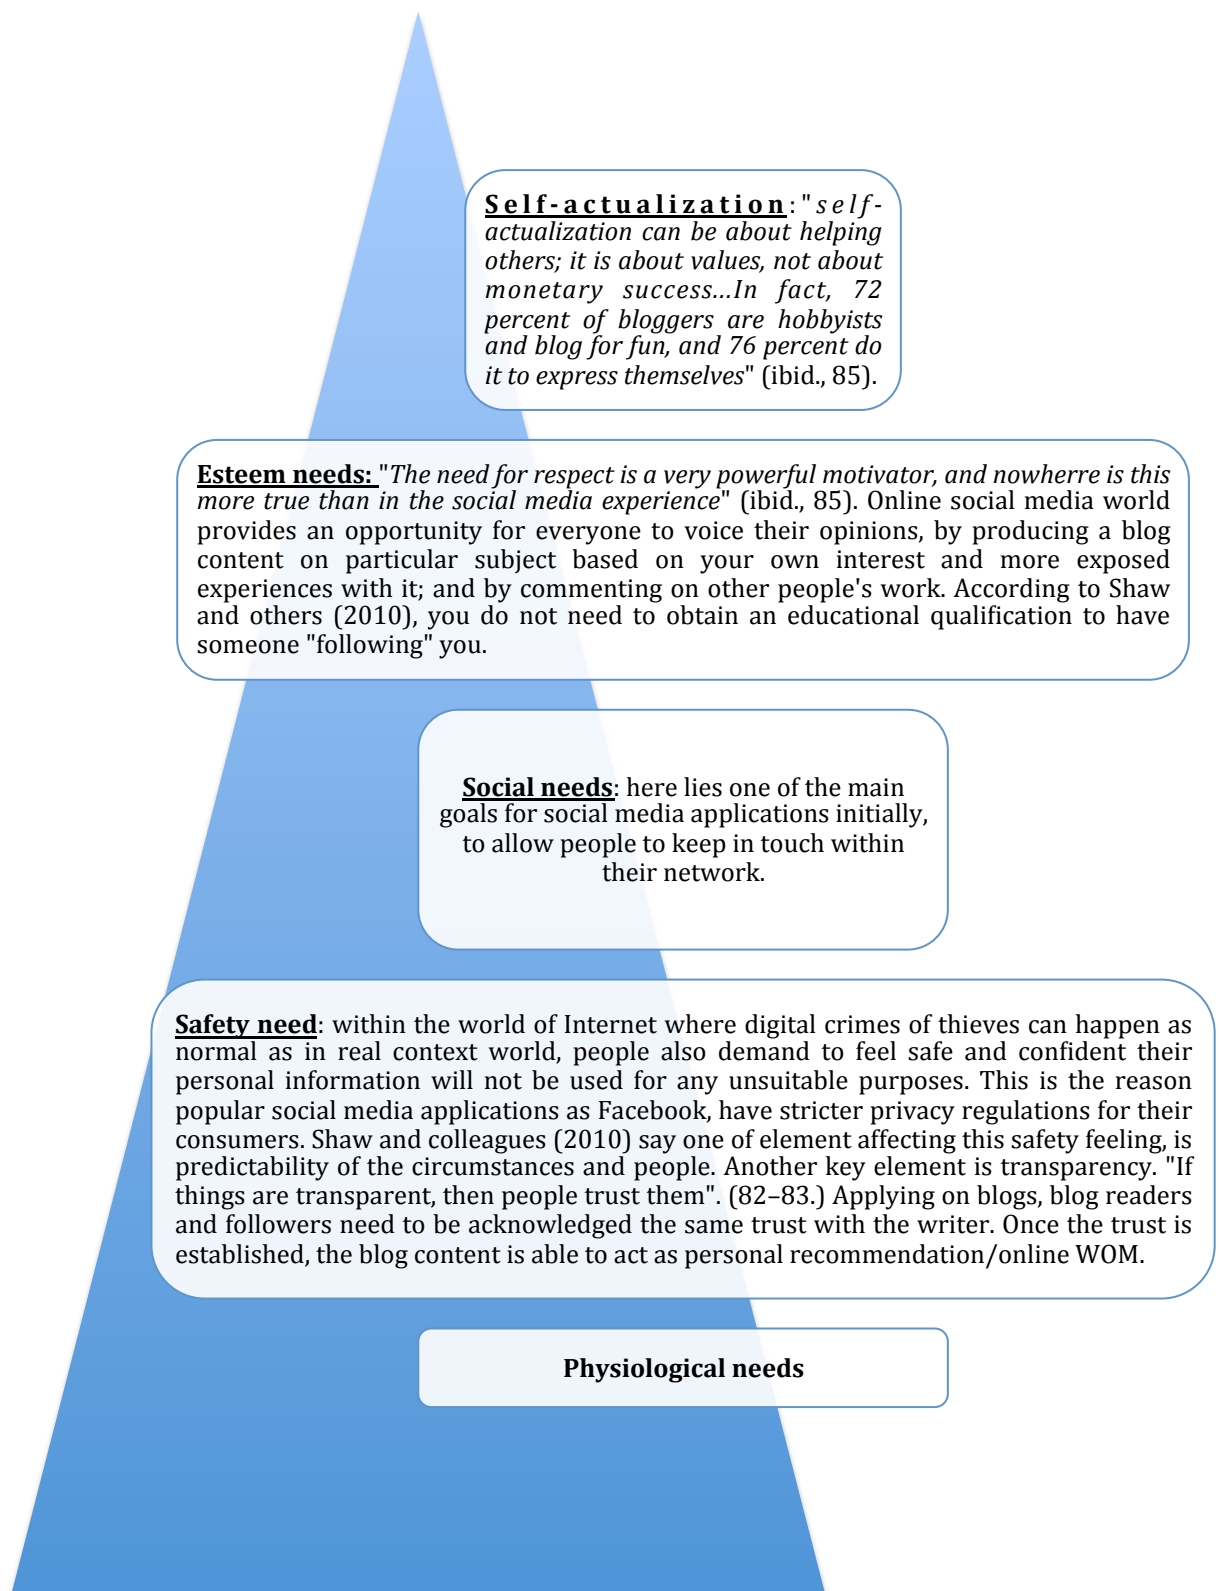 Self-actualization: "self-
actualization can be about helping
others; it is about values, not about
monetary success...In fact, 72
percent of bloggers are hobbyists
and blog for fun, and 76 percent do
it to express themselves" (ibid., 85).
Esteem needs: "The need for respect is a very powerful motivator, and nowherre is this
more true than in the social media experience" (ibid., 85). Online social media world
provides an opportunity for everyone to voice their opinions, by producing a blog
content on particular subject based on your own interest and more exposed
experiences with it; and by commenting on other people's work. According to Shaw
and others (2010), you do not need to obtain an educational qualification to have
someone "following" you.
Social needs: here lies one of the main
goals for social media applications initially,
to allow people to keep in touch within
their network.
Safety need: within the world of Internet where digital crimes of thieves can happen as
normal as in real context world, people also demand to feel safe and confident their
personal information will not be used for any unsuitable purposes. This is the reason
popular social media applications as Facebook, have stricter privacy regulations for their
consumers. Shaw and colleagues (2010) say one of element affecting this safety feeling, is
predictability of the circumstances and people. Another key element is transparency. "If
things are transparent, then people trust them". (82–83.) Applying on blogs, blog readers
and followers need to be acknowledged the same trust with the writer. Once the trust is
established, the blog content is able to act as personal recommendation/online WOM.
Physiological needs